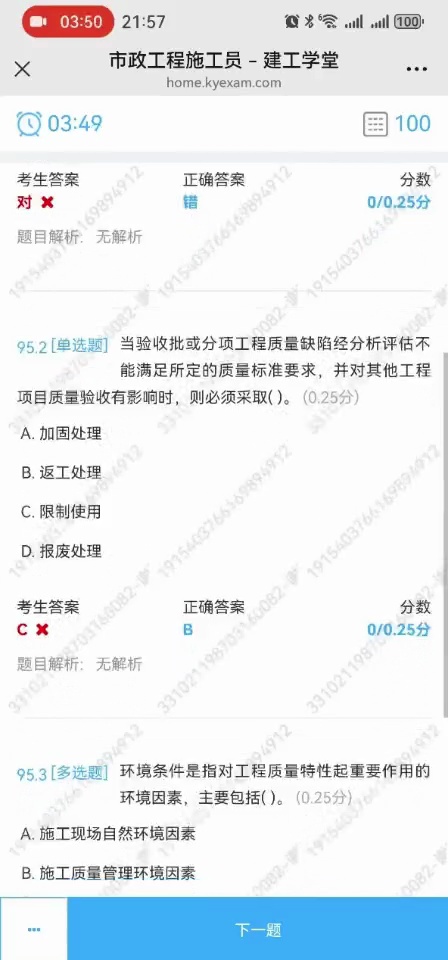 03:50 21:57 6 100
市政工程施工员 – 建工学堂
home.kyexam.com
03:49 100
考生答案 正确答案 分数
对 错 0/0.25分
题目解析: 无解析
95.2 [单选题] 当验收批或分项工程质量缺陷经分析评估不
能满足所定的质量标准要求，并对其他工程
项目质量验收有影响时，则必须采取( )。 (0.25分)
A. 加固处理
B. 返工处理
C. 限制使用
D. 报废处理
考生答案 正确答案 分数
C B 0/0.25分
题目解析: 无解析
95.3 [多选题] 环境条件是指对工程质量特性起重要作用的
环境因素，主要包括( )。 (0.25分)
A. 施工现场自然环境因素
B. 施工质量管理环境因素
下一题